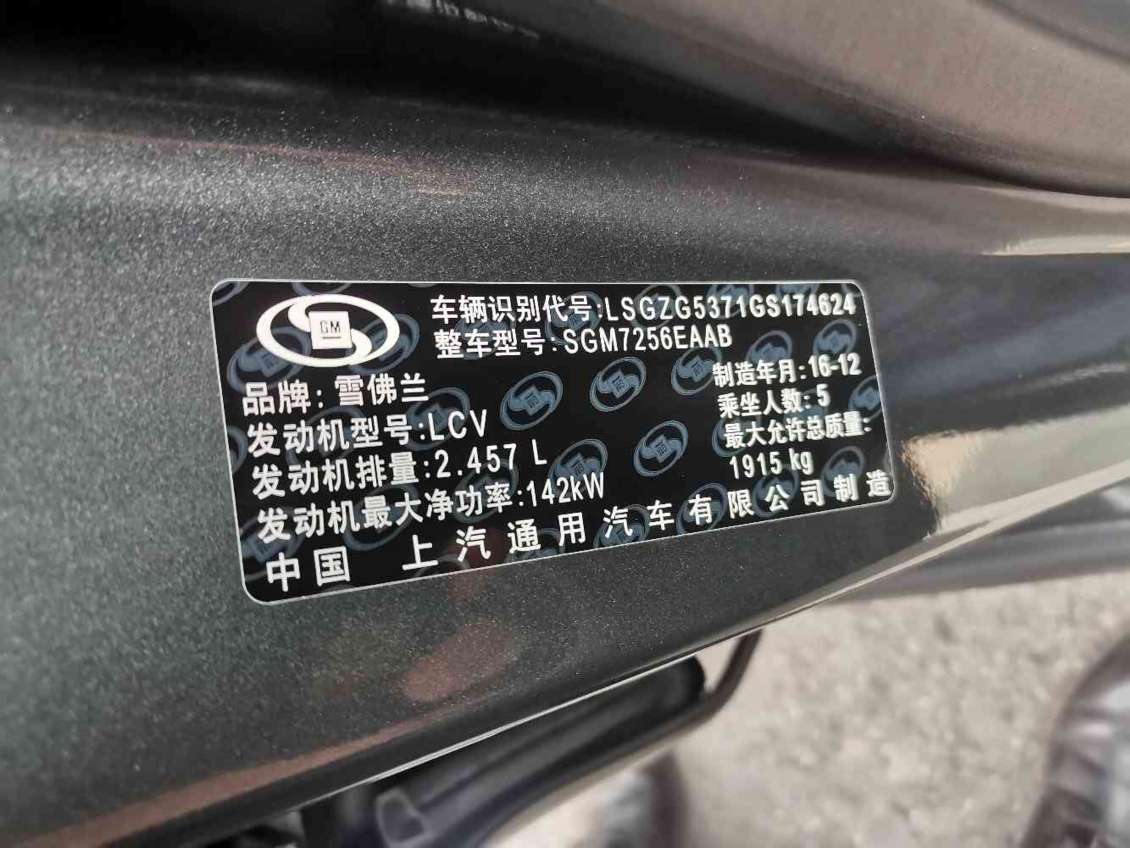 GM
车辆识别代号:LSGZG5371GS174624
整车型号:SGM7256EAAB
品牌:雪佛兰
制造年月:16-12
发动机型号:LCV
乘坐人数:5
发动机排量:2.457 L
最大允许总质量:
1915 kg
发动机最大净功率:142kW
中国 上汽通用汽车有限公司制造